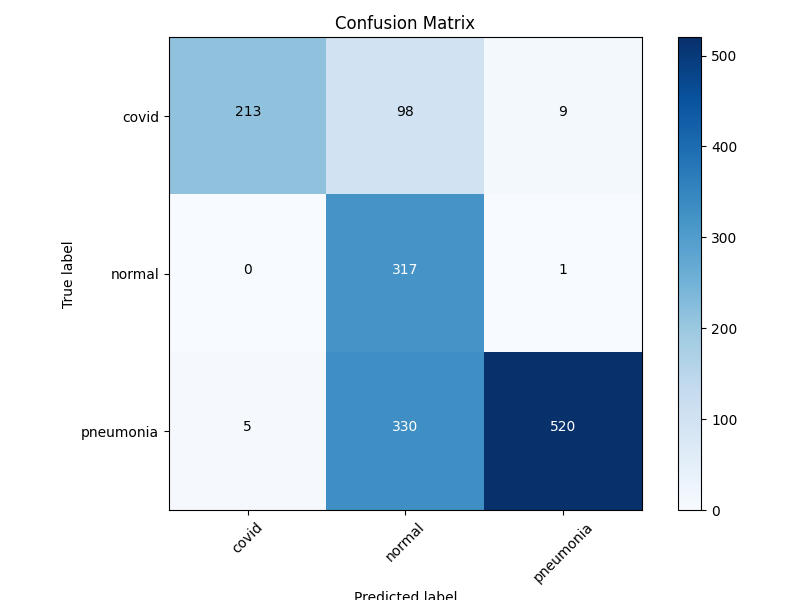 Confusion Matrix
covid 213 98 9
normal 0 317 1
pneumonia 5 330 520
True label
covid normal pneumonia
Predicted label
500
400
300
200
100
0